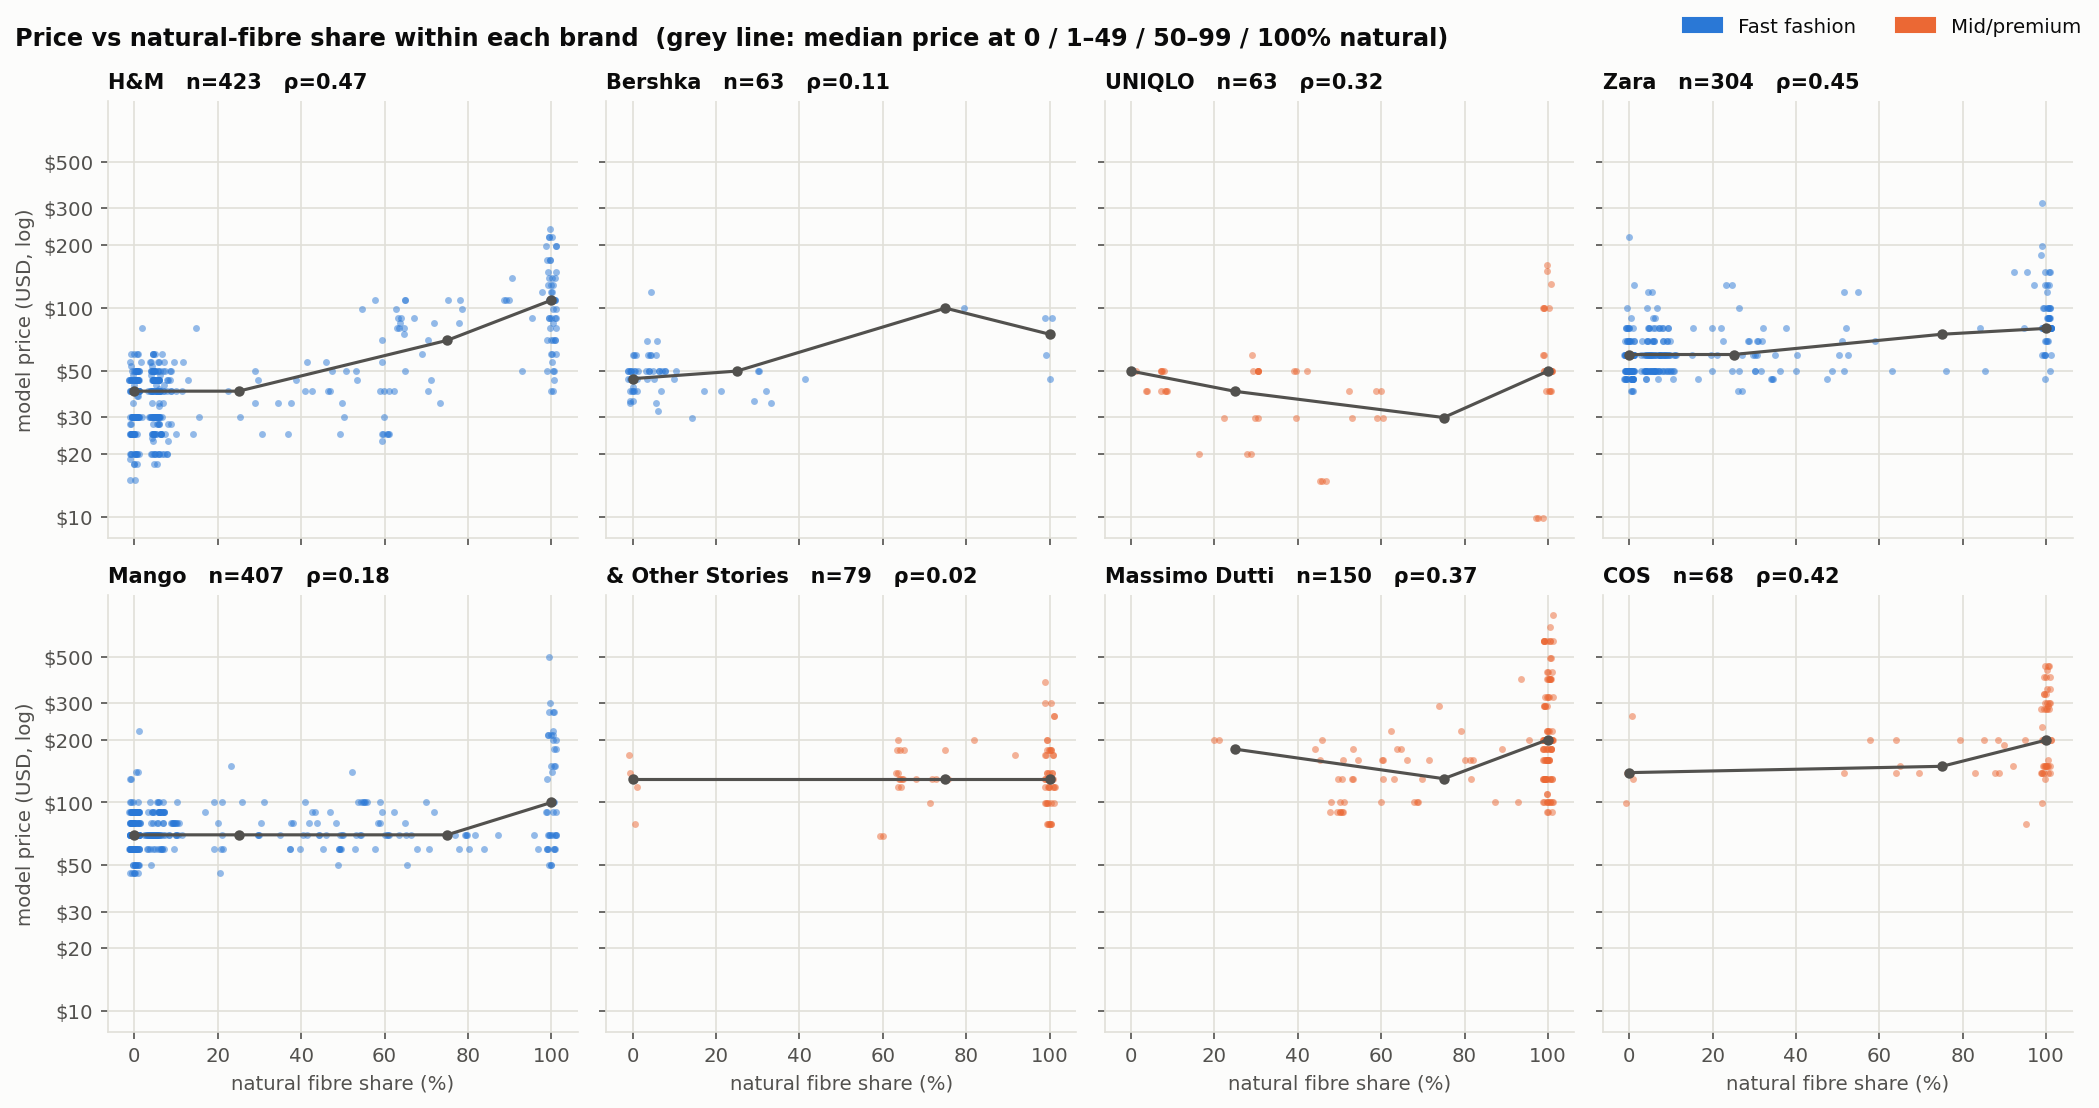 Price vs natural-fibre share within each brand  (grey line: median price at 0 / 1–49 / 50–99 / 100% natural)
Fast fashion
Mid/premium
H&M   n=423   ρ=0.47
Bershka   n=63   ρ=0.11
UNIQLO   n=63   ρ=0.32
Zara   n=304   ρ=0.45
model price (USD, log)
$500
$300
$200
$100
$50
$30
$20
$10
Mango   n=407   ρ=0.18
& Other Stories   n=79   ρ=0.02
Massimo Dutti   n=150   ρ=0.37
COS   n=68   ρ=0.42
model price (USD, log)
$500
$300
$200
$100
$50
$30
$20
$10
0 20 40 60 80 100
0 20 40 60 80 100
0 20 40 60 80 100
0 20 40 60 80 100
natural fibre share (%)
natural fibre share (%)
natural fibre share (%)
natural fibre share (%)